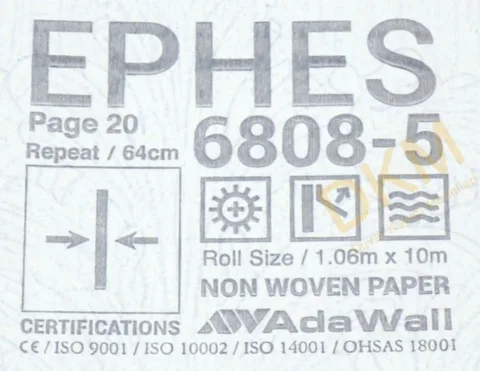 EPHES
Page 20
6808-5
Repeat / 64cm
DKM
Roll Size / 1.06m x 10m
NON WOVEN PAPER
AdaWall
CERTIFICATIONS
CE / ISO 9001 / ISO 10002 / ISO 14001 / OHSAS 18001